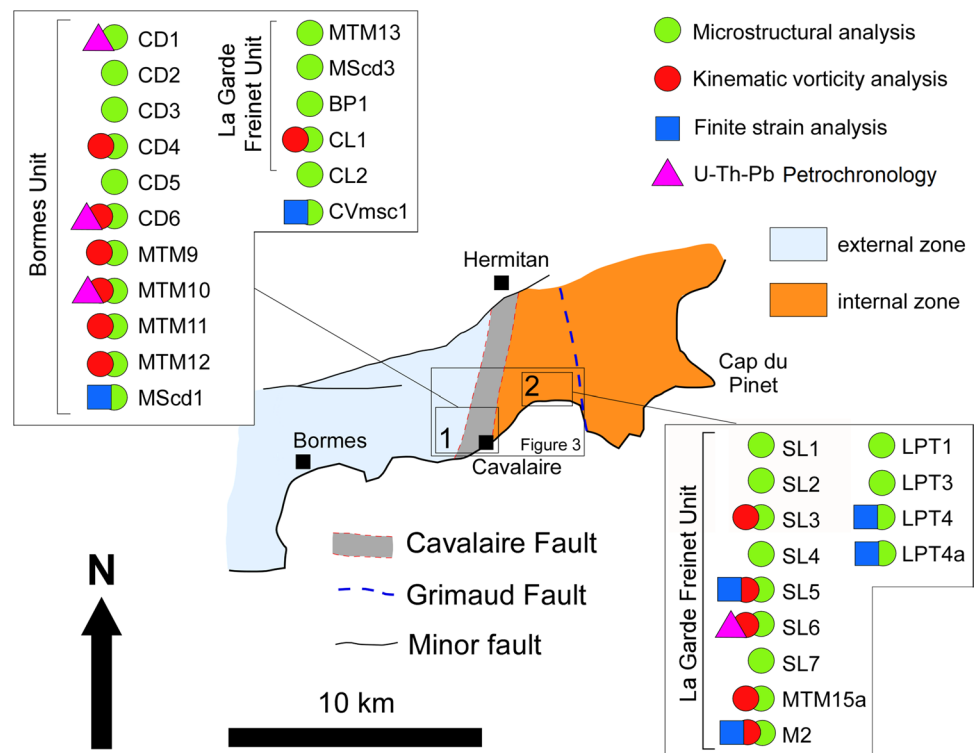 Bormes Unit
CD1
CD2
CD3
CD4
CD5
CD6
MTM9
MTM10
MTM11
MTM12
MScd1
La Garde
Freinet Unit
MTM13
MScd3
BP1
CL1
CL2
CVmsc1
Microstructural analysis
Kinematic vorticity analysis
Finite strain analysis
U-Th-Pb Petrochronology
external zone
internal zone
Hermitan
Cap du
Pinet
2
1
Figure 3
Bormes
Cavalaire
Cavalaire Fault
Grimaud Fault
Minor fault
N
10 km
La Garde Freinet Unit
SL1
SL2
SL3
SL4
SL5
SL6
SL7
MTM15a
M2
LPT1
LPT3
LPT4
LPT4a